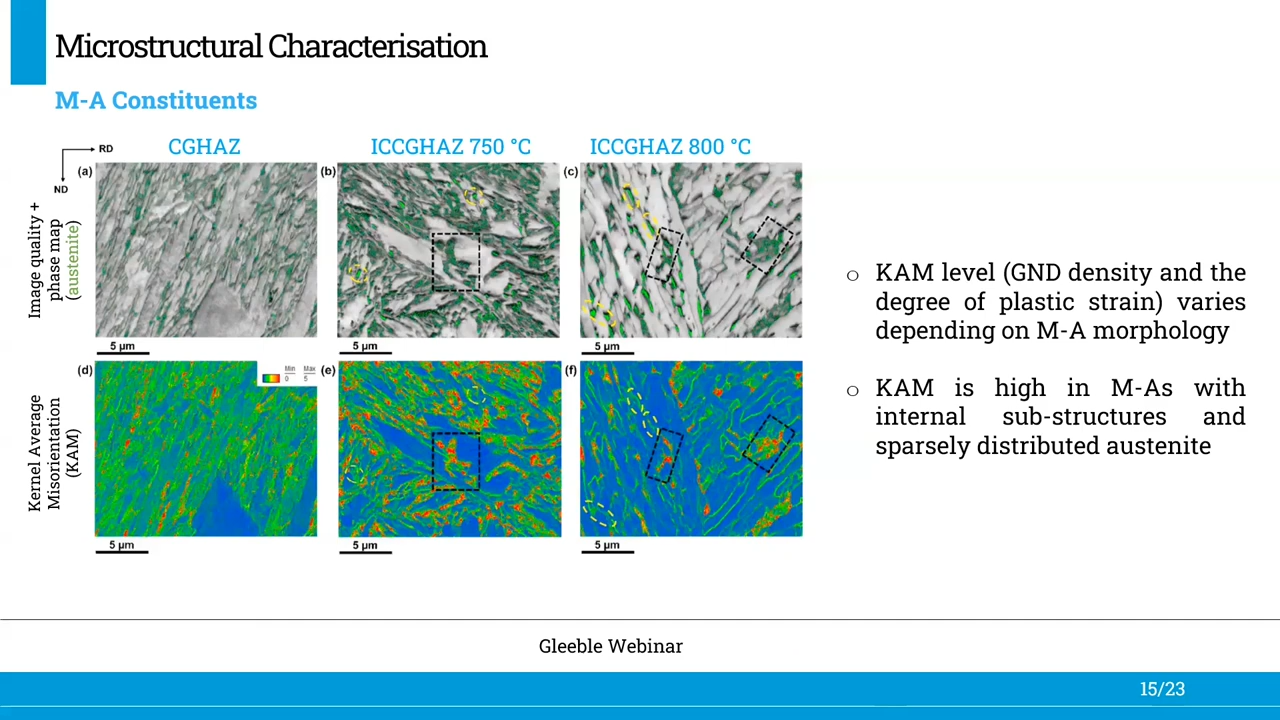 Microstructural Characterisation
M-A Constituents
CGHAZ
ICCGHAZ 750 °C
ICCGHAZ 800 °C
RD
ND
(a)
(b)
(c)
Image quality +
phase map
(austenite)
5 µm
5 µm
5 µm
(d)
(e)
(f)
Min Max
0 5
Kernel Average
Misorientation
(KAM)
5 µm
5 µm
5 µm
o KAM level (GND density and the
degree of plastic strain) varies
depending on M-A morphology
o KAM is high in M-As with
internal sub-structures and
sparsely distributed austenite
Gleeble Webinar
15/23